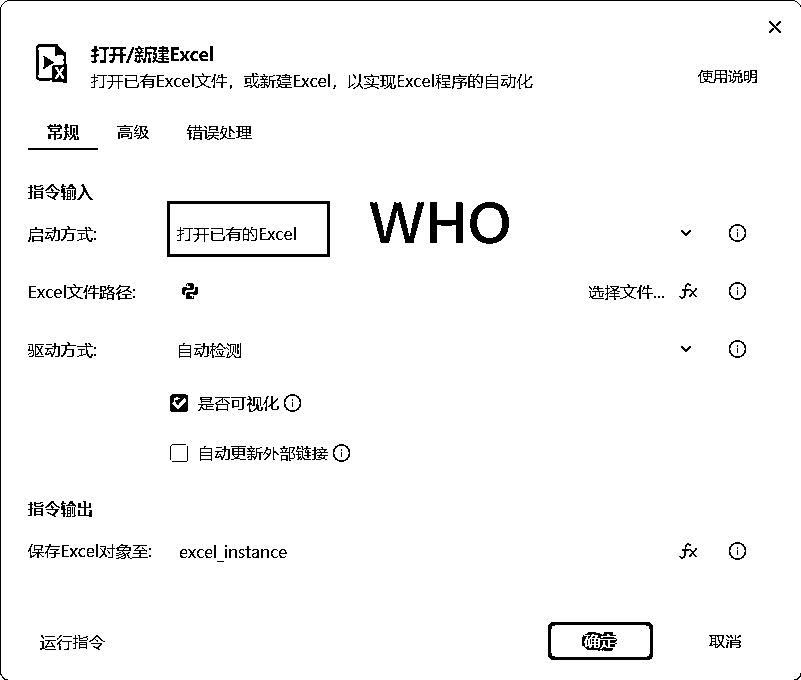 打开/新建Excel
打开已有Excel文件，或新建Excel，以实现Excel程序的自动化
使用说明
常规 高级 错误处理
指令输入
启动方式: 打开已有的Excel WHO
Excel文件路径: 选择文件... fx
驱动方式: 自动检测
是否可视化
自动更新外部链接
指令输出
保存Excel对象至: excel_instance fx
运行指令 确定 取消